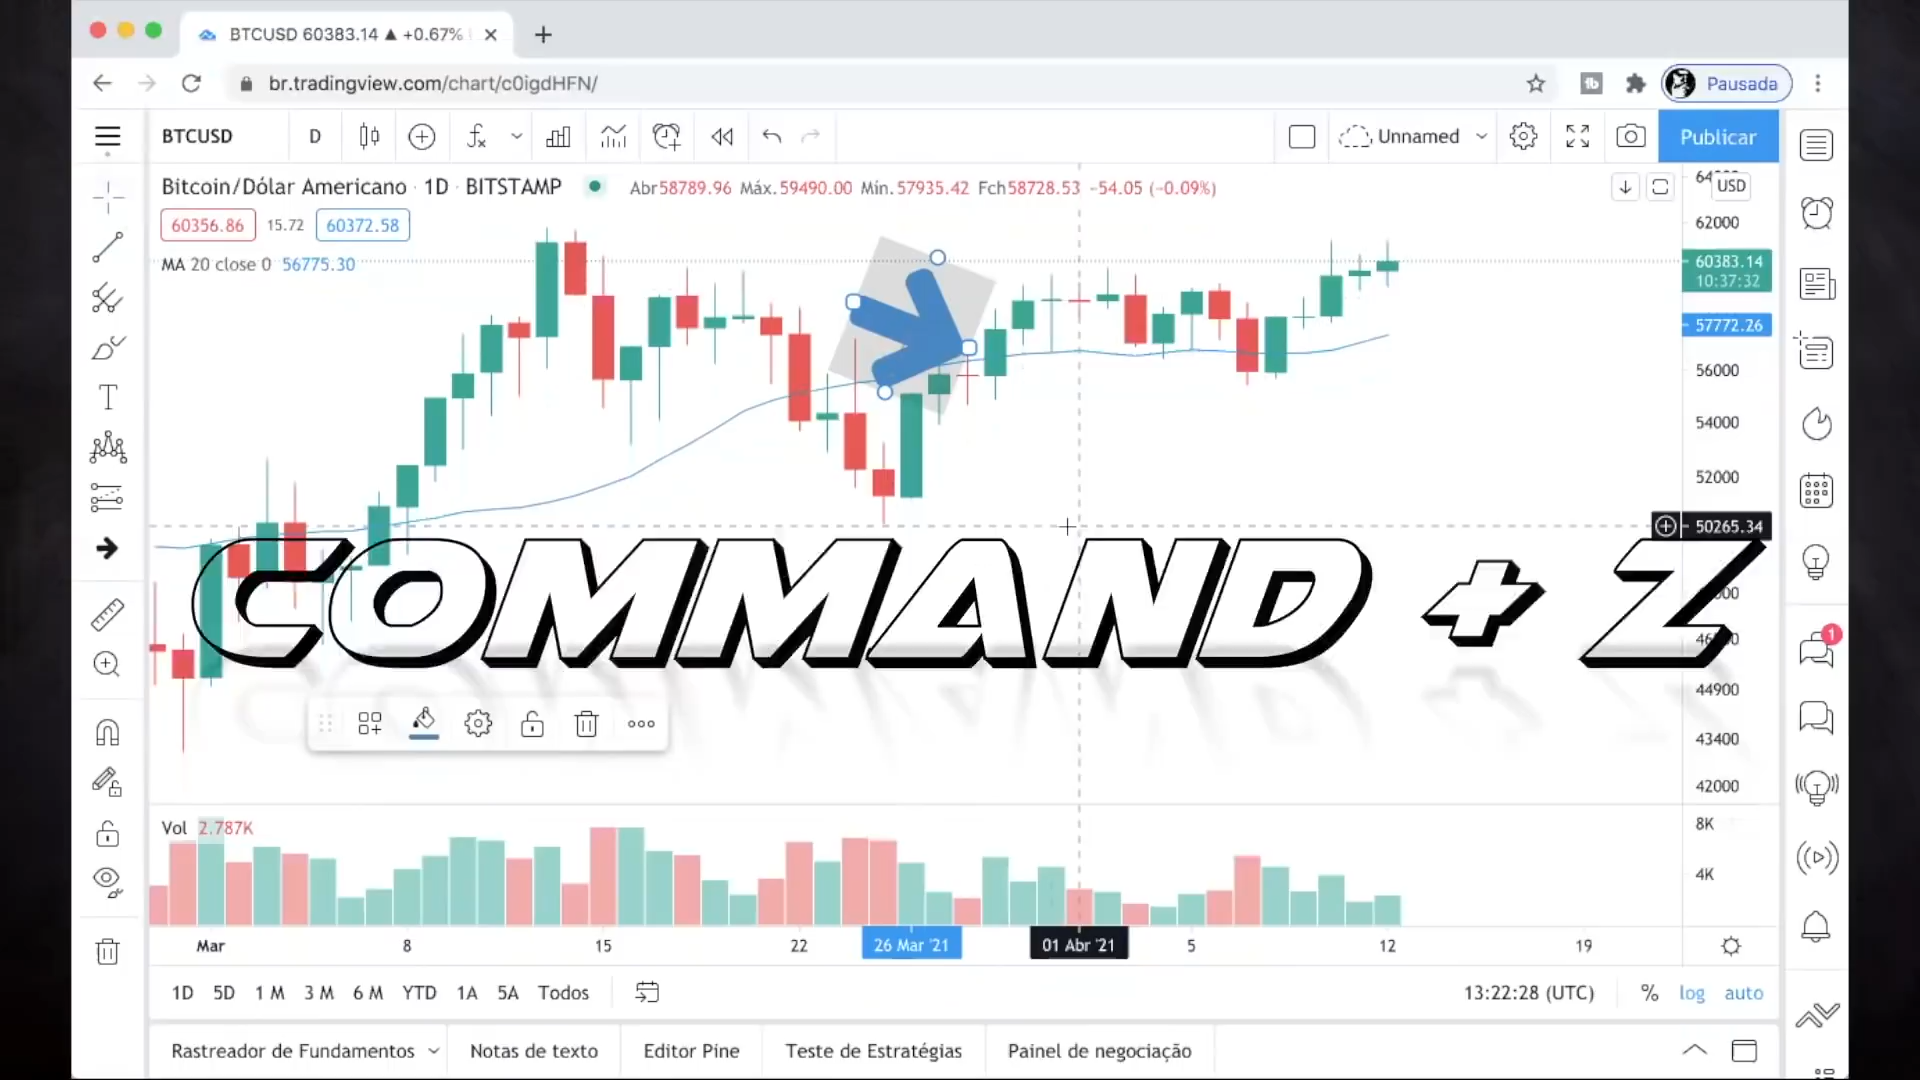 BTCUSD 60383.14 ▲ +0.67%
br.tradingview.com/chart/c0igdHFN/
Pausada
BTCUSD
D
Unnamed
Publicar
Bitcoin/Dólar Americano · 1D · BITSTAMP
Abr58789.96 Máx.59490.00 Mín.57935.42 Fch58728.53 -54.05 (-0.09%)
USD
60356.86 15.72 60372.58
MA 20 close 0 56775.30
62000
60383.14
10:37:32
57772.26
56000
54000
52000
50265.34
COMMAND + Z
44900
43400
42000
Vol 2.787K
8K
4K
1
Mar 8 15 22 26 Mar '21 01 Abr '21 5 12 19
1D 5D 1 M 3 M 6 M YTD 1A 5A Todos
13:22:28 (UTC) % log auto
Rastreador de Fundamentos Notas de texto Editor Pine Teste de Estratégias Painel de negociação